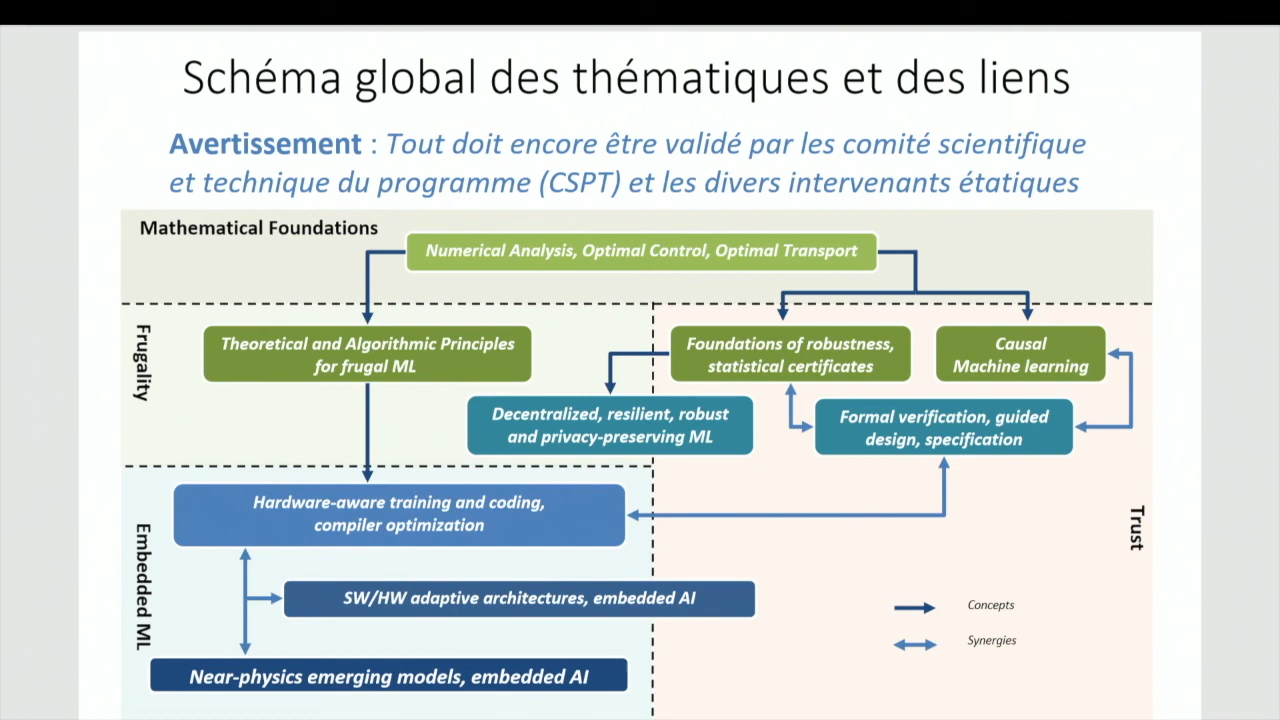 Schéma global des thématiques et des liens
Avertissement : Tout doit encore être validé par les comité scientifique
et technique du programme (CSPT) et les divers intervenants étatiques
Mathematical Foundations
Numerical Analysis, Optimal Control, Optimal Transport
Frugality
Theoretical and Algorithmic Principles
for frugal ML
Foundations of robustness,
statistical certificates
Causal
Machine learning
Decentralized, resilient, robust
and privacy-preserving ML
Formal verification, guided
design, specification
Hardware-aware training and coding,
compiler optimization
Trust
Embedded ML
SW/HW adaptive architectures, embedded AI
Concepts
Synergies
Near-physics emerging models, embedded AI